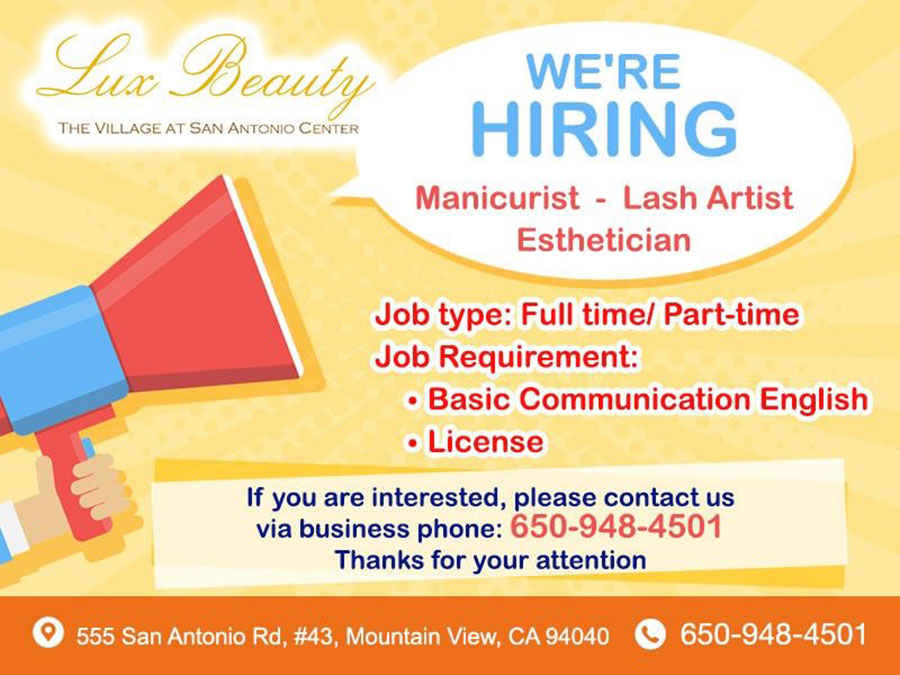 Lux Beauty
THE VILLAGE AT SAN ANTONIO CENTER
WE'RE
HIRING
Manicurist - Lash Artist
Esthetician
Job type: Full time/ Part-time
Job Requirement:
• Basic Communication English
• License
If you are interested, please contact us
via business phone: 650-948-4501
Thanks for your attention
555 San Antonio Rd, #43, Mountain View, CA 94040
650-948-4501